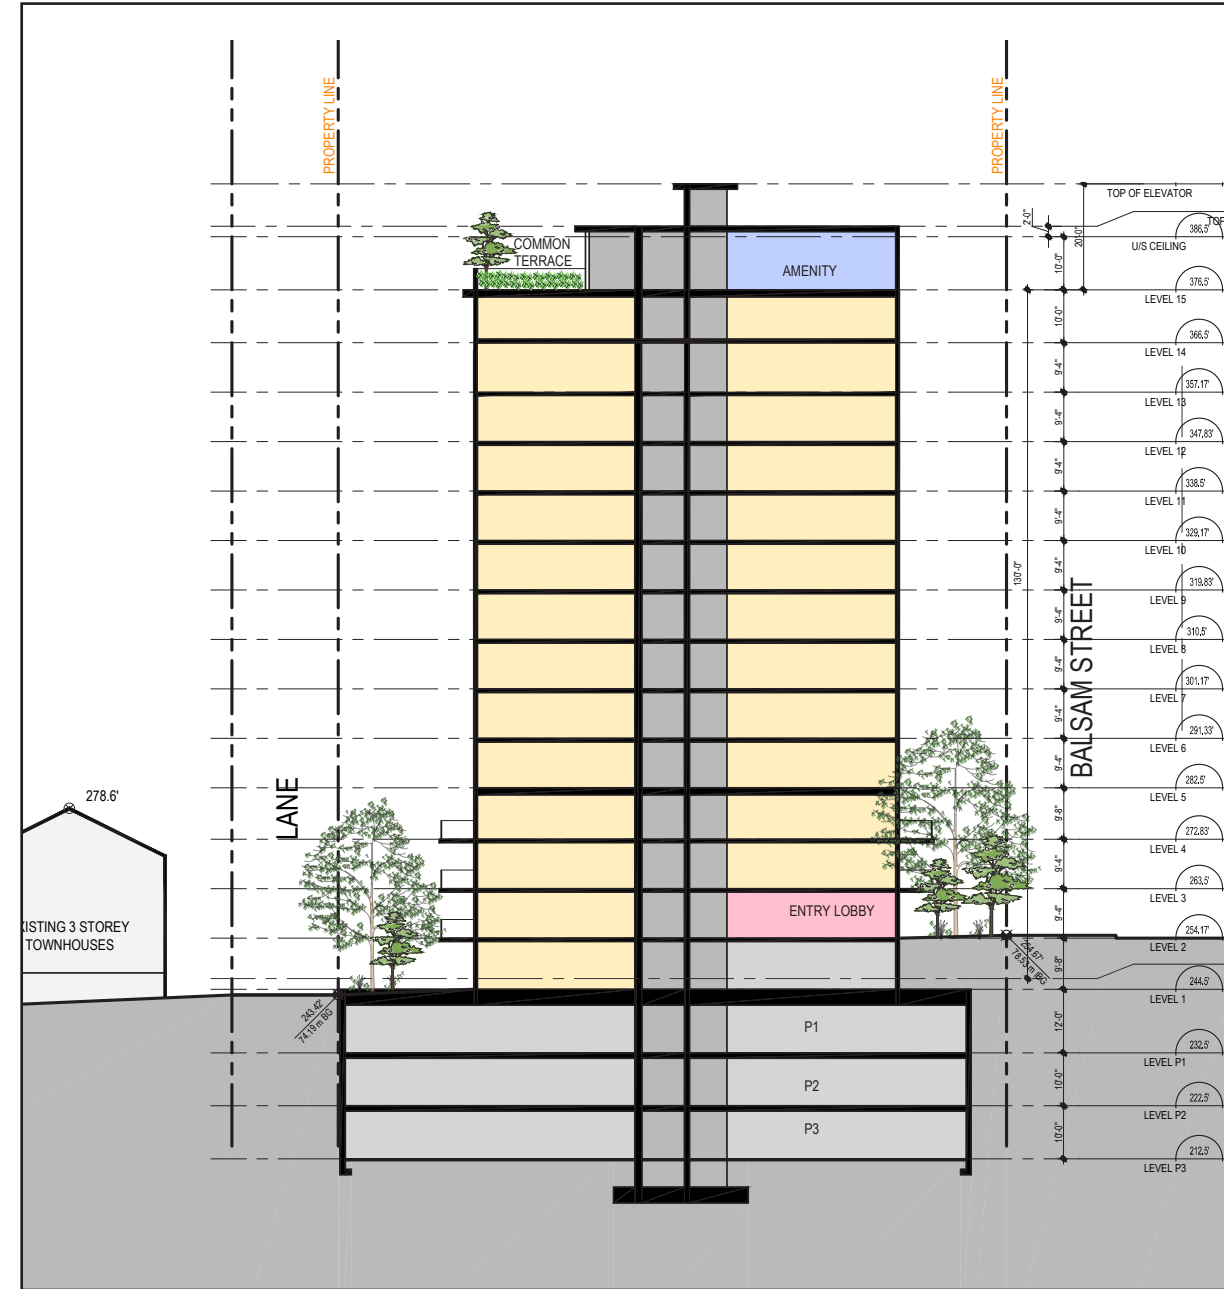 PROPERTY LINE
PROPERTY LINE
TOP OF ELEVATOR
TOP
2'-0"
20'-0"
386.5'
U/S CEILING
COMMON
TERRACE
AMENITY
10'-0"
376.5'
LEVEL 15
10'-0"
366.5'
LEVEL 14
9'-4"
357.17'
LEVEL 13
9'-4"
347.83'
LEVEL 12
9'-4"
338.5'
LEVEL 11
9'-4"
329.17'
LEVEL 10
9'-4"
319.83'
LEVEL 9
130'-0"
9'-4"
310.5'
LEVEL 8
9'-4"
301.17'
LEVEL 7
9'-4"
291.33'
LEVEL 6
9'-4"
282.5'
LEVEL 5
BALSAM STREET
LANE
278.6'
9'-8"
272.83'
LEVEL 4
9'-4"
263.5'
LEVEL 3
ENTRY LOBBY
9'-4"
254.17'
LEVEL 2
XISTING 3 STOREY
TOWNHOUSES
254.67'
78.53 m BG
9'-8"
244.5'
LEVEL 1
243.42'
74.19 m BG
P1
12'-0"
232.5'
LEVEL P1
P2
10'-0"
222.5'
LEVEL P2
P3
10'-0"
212.5'
LEVEL P3